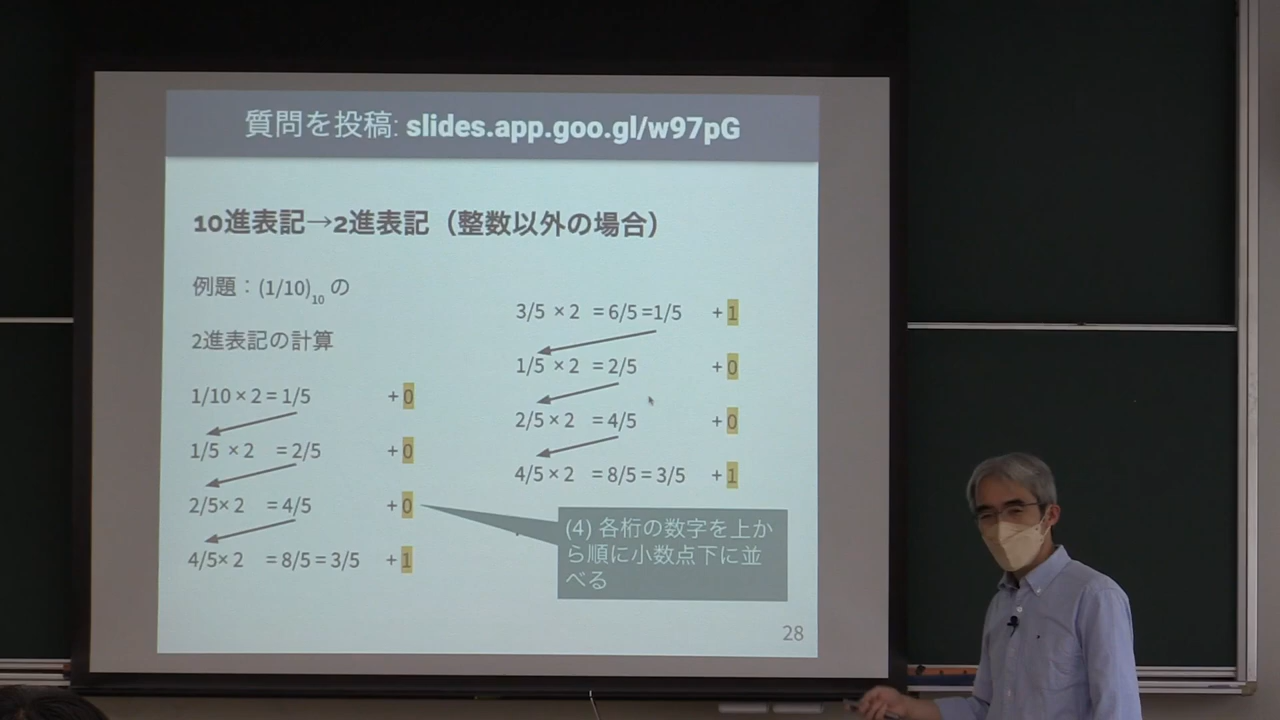 質問を投稿: slides.app.goo.gl/w97pG
10進表記→2進表記（整数以外の場合）
例題：(1/10)10 の
2進表記の計算
1/10 × 2 = 1/5 + 0
1/5 × 2 = 2/5 + 0
2/5× 2 = 4/5 + 0
4/5× 2 = 8/5 = 3/5 + 1
3/5 × 2 = 6/5 =1/5 + 1
1/5 × 2 = 2/5 + 0
2/5 × 2 = 4/5 + 0
4/5 × 2 = 8/5 = 3/5 + 1
(4) 各桁の数字を上か
ら順に小数点下に並
べる
28